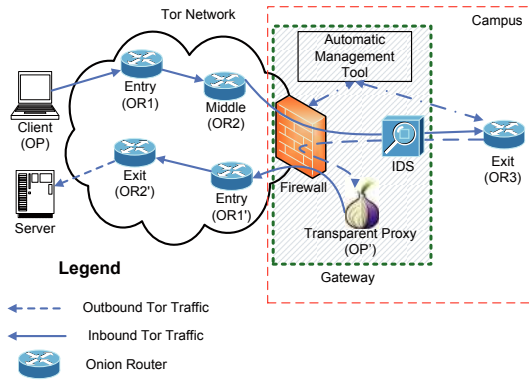 Tor Network
Campus
Automatic
Management
Tool
Entry
(OR1)
Middle
(OR2)
Client
(OP)
Exit
(OR2')
Entry
(OR1')
Firewall
IDS
Exit
(OR3)
Server
Transparent Proxy
(OP')
Gateway
Legend
Outbound Tor Traffic
Inbound Tor Traffic
Onion Router